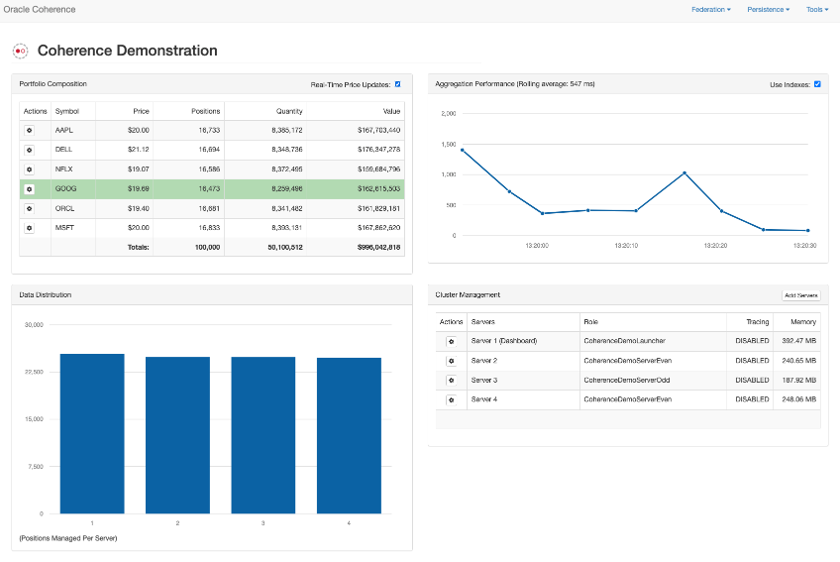 Oracle Coherence
Federation Persistence Tools
Coherence Demonstration
Portfolio Composition
Real-Time Price Updates:
Actions Symbol Price Positions Quantity Value
AAPL $20.00 16,733 8,385,172 $167,703,440
DELL $21.12 16,694 8,348,736 $176,347,278
NFLX $19.07 16,586 8,372,495 $159,684,796
GOOG $19.69 16,473 8,259,496 $162,615,503
ORCL $19.40 16,681 8,341,482 $161,829,181
MSFT $20.00 16,833 8,393,131 $167,862,620
Totals: 100,000 50,100,512 $996,042,818
Aggregation Performance (Rolling average: 547 ms)
Use Indexes:
2,000
1,500
1,000
500
0
13:20:00 13:20:10 13:20:20 13:20:30
Data Distribution
30,000
22,500
15,000
7,500
0
1 2 3 4
(Positions Managed Per Server)
Cluster Management
Add Servers
Actions Servers Role Tracing Memory
Server 1 (Dashboard) CoherenceDemoLauncher DISABLED 392.47 MB
Server 2 CoherenceDemoServerEven DISABLED 240.65 MB
Server 3 CoherenceDemoServerOdd DISABLED 187.92 MB
Server 4 CoherenceDemoServerEven DISABLED 248.06 MB